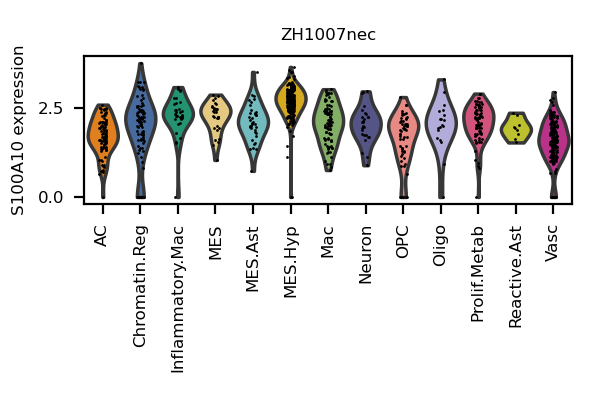 ZH1007nec
S100A10 expression
2.5
0.0
AC
Chromatin.Reg
Inflammatory.Mac
MES
MES.Ast
MES.Hyp
Mac
Neuron
OPC
Oligo
Prolif.Metab
Reactive.Ast
Vasc